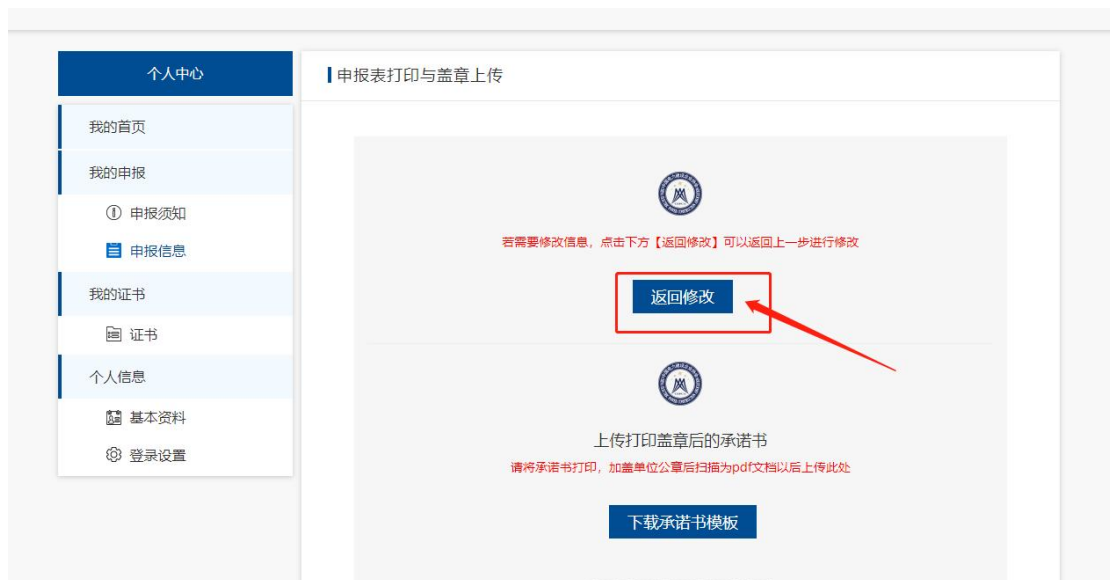 个人中心
申报表打印与盖章上传
我的首页
我的申报
申报须知
申报信息
若需要修改信息，点击下方【返回修改】可以返回上一步进行修改
返回修改
我的证书
证书
个人信息
基本资料
登录设置
上传打印盖章后的承诺书
请将承诺书打印，加盖单位公章后扫描为pdf文档以后上传此处
下载承诺书模板